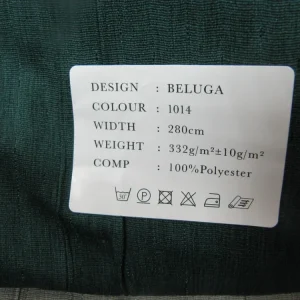 DESIGN : BELUGA
COLOUR : 1014
WIDTH : 280cm
WEIGHT : 332g/m²±10g/m²
COMP : 100%Polyester